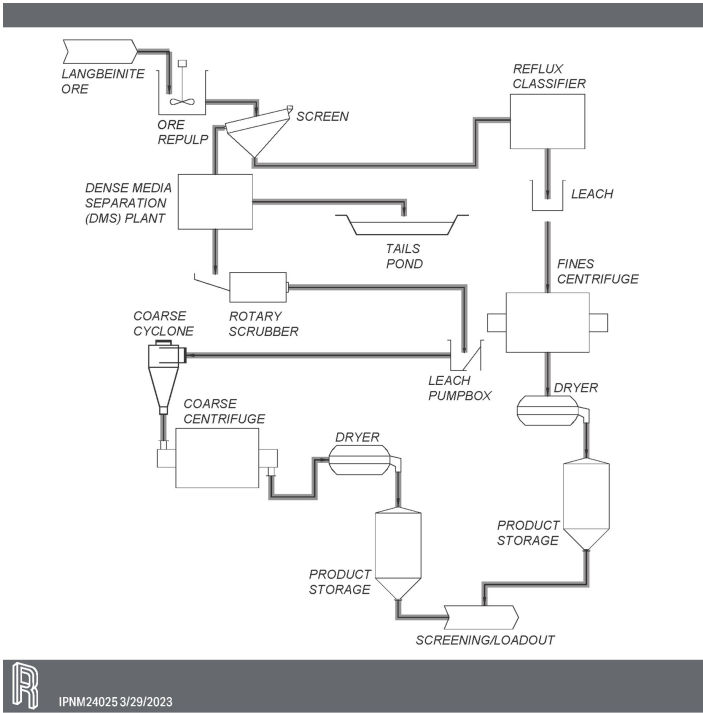 LANGBEINITE
ORE
ORE
REPULP
SCREEN
REFLUX
CLASSIFIER
DENSE MEDIA
SEPARATION
(DMS) PLANT
LEACH
TAILS
POND
FINES
CENTRIFUGE
ROTARY
SCRUBBER
COARSE
CYCLONE
LEACH
PUMPBOX
DRYER
COARSE
CENTRIFUGE
DRYER
PRODUCT
STORAGE
PRODUCT
STORAGE
SCREENING/LOADOUT
IPNM24025 3/29/2023